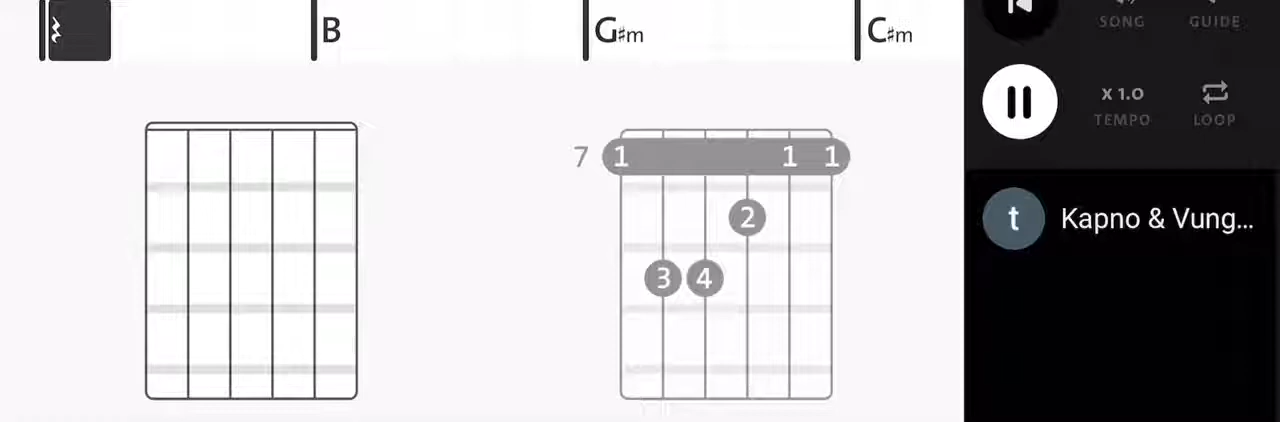 B G♯m C♯m
SONG GUIDE
x 1.0
TEMPO LOOP
7 1 1 1
2
3 4
t Kapno & Vung...